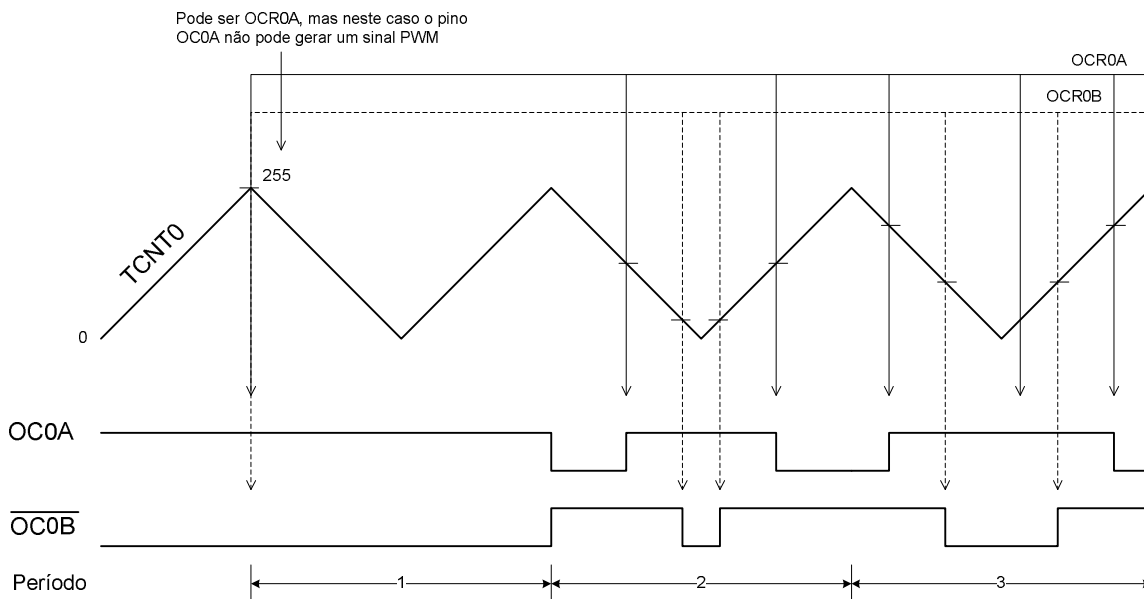 Pode ser OCR0A, mas neste caso o pino
OC0A não pode gerar um sinal PWM
OCR0A
OCR0B
255
TCNT0
0
OC0A
OC0B
Período
1
2
3